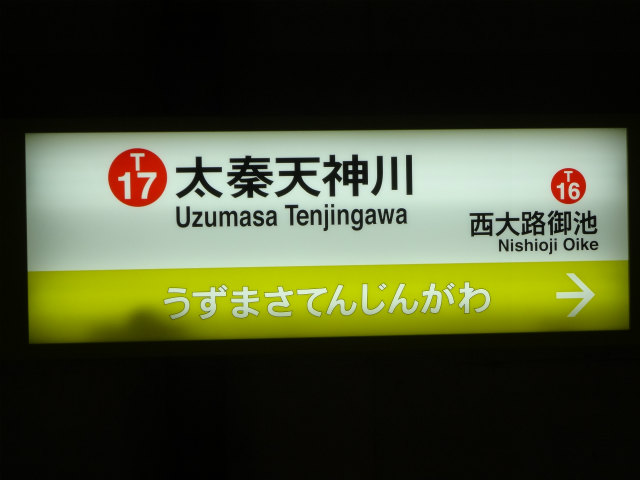 T
17
太秦天神川
Uzumasa Tenjingawa
T
16
西大路御池
Nishioji Oike
うずまさてんじんがわ →